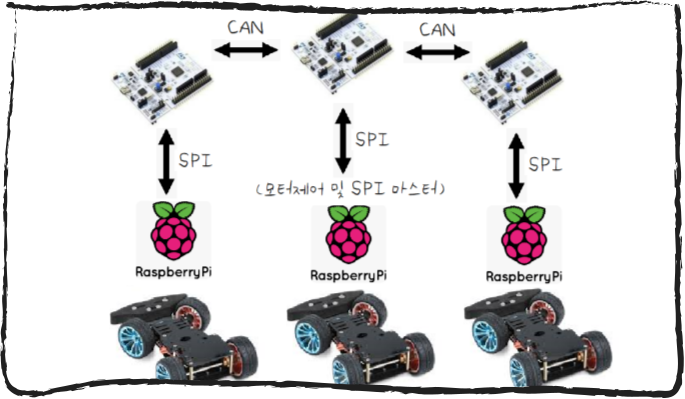 CAN
CAN
SPI
SPI
SPI
(모터제어 및 SPI 마스터)
RaspberryPi
RaspberryPi
RaspberryPi